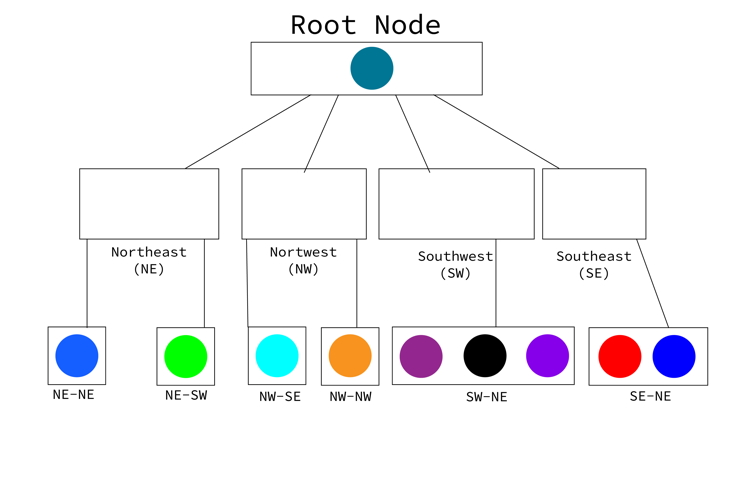 Root Node
Northeast
(NE)
Nortwest
(NW)
Southwest
(SW)
Southeast
(SE)
NE-NE
NE-SW
NW-SE
NW-NW
SW-NE
SE-NE